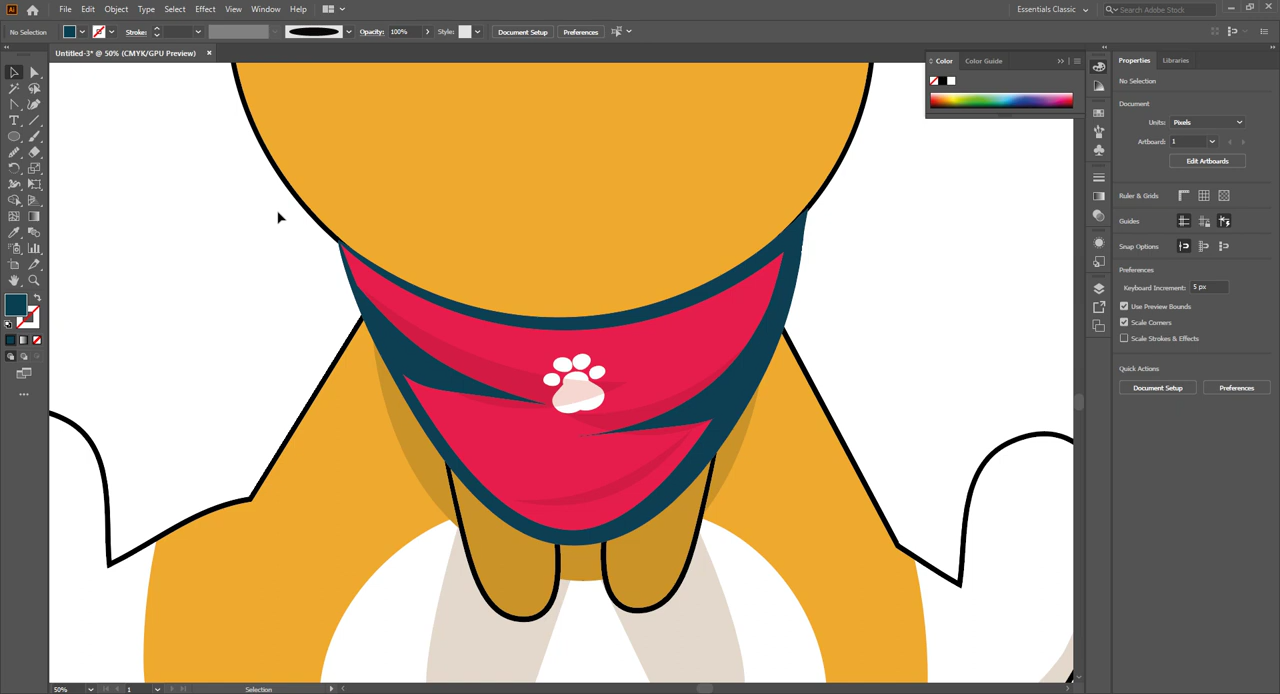 Ai File Edit Object Type Select Effect View Window Help Essentials Classic Search Adobe Stock
No Selection Stroke: Opacity: 100% Style: Document Setup Preferences
Untitled-3* @ 50% (CMYK/GPU Preview) ×
Color Color Guide
Properties Libraries
No Selection
Document
Units: Pixels
Artboard: 1
Edit Artboards
Ruler & Grids
Guides
Snap Options
Preferences
Keyboard Increment: 5 px
Use Preview Bounds
Scale Corners
Scale Strokes & Effects
Quick Actions
Document Setup Preferences
50% 1 Selection